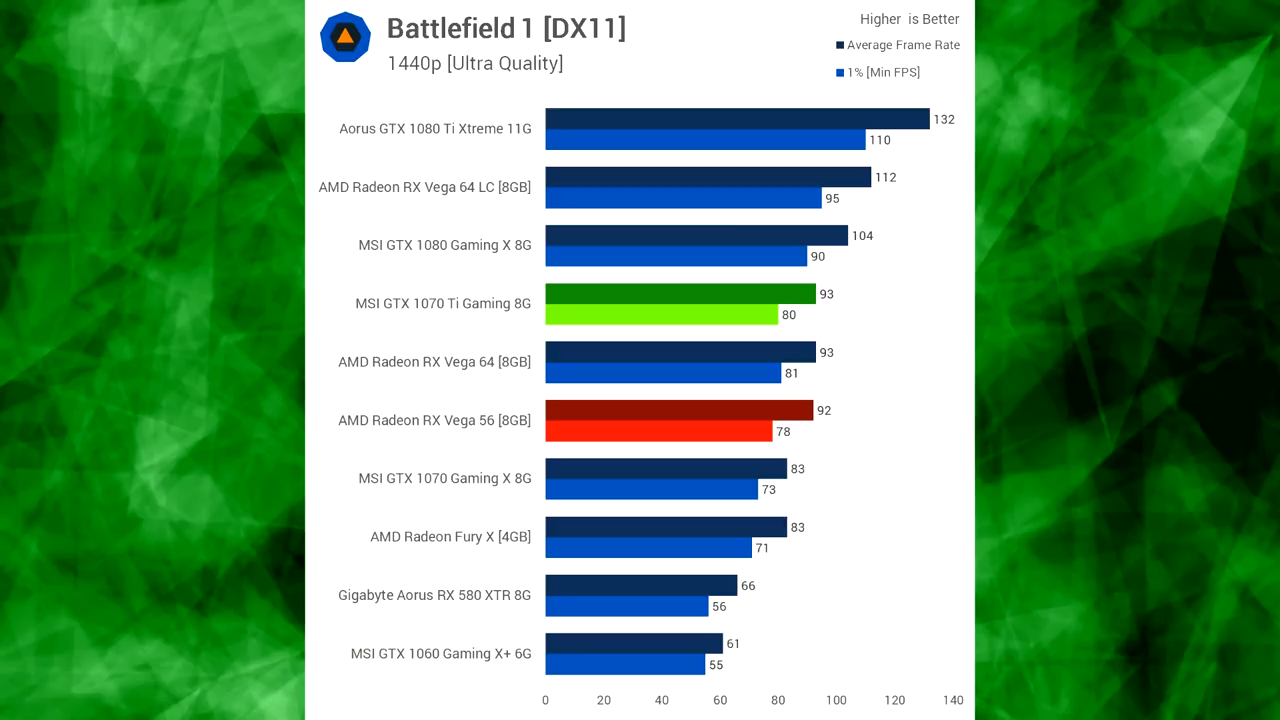 Battlefield 1 [DX11]
1440p [Ultra Quality]
Higher is Better
Average Frame Rate
1% [Min FPS]
Aorus GTX 1080 Ti Xtreme 11G 132
110
AMD Radeon RX Vega 64 LC [8GB] 112
95
MSI GTX 1080 Gaming X 8G 104
90
MSI GTX 1070 Ti Gaming 8G 93
80
AMD Radeon RX Vega 64 [8GB] 93
81
AMD Radeon RX Vega 56 [8GB] 92
78
MSI GTX 1070 Gaming X 8G 83
73
AMD Radeon Fury X [4GB] 83
71
Gigabyte Aorus RX 580 XTR 8G 66
56
MSI GTX 1060 Gaming X+ 6G 61
55
0 20 40 60 80 100 120 140